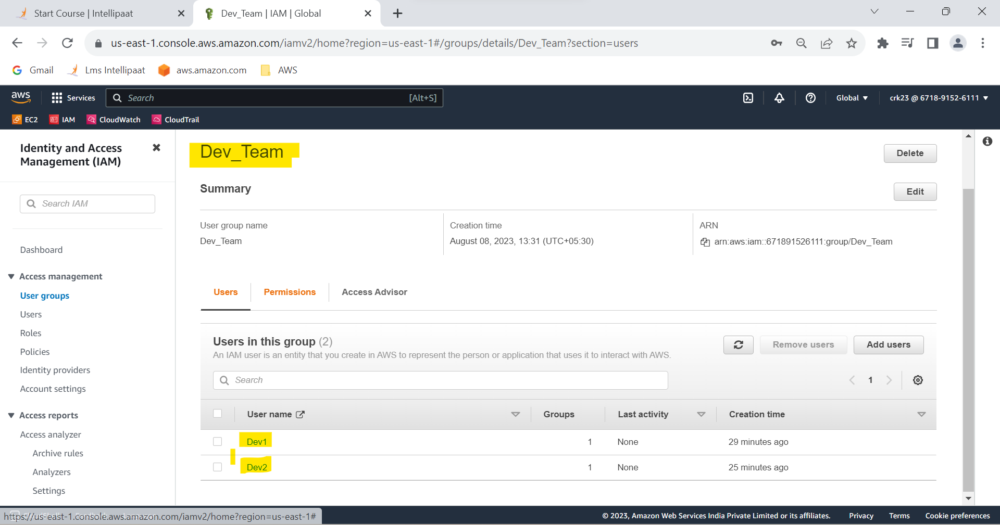 Start Course | Intellipaat
Dev_Team | IAM | Global
us-east-1.console.aws.amazon.com/iamv2/home?region=us-east-1#/groups/details/Dev_Team?section=users
Gmail
Lms Intellipaat
aws.amazon.com
AWS
aws
Services
Search
[Alt+S]
Global
crk23 @ 6718-9152-6111
EC2
IAM
CloudWatch
CloudTrail
Identity and Access
Management (IAM)
Search IAM
Dashboard
Access management
User groups
Users
Roles
Policies
Identity providers
Account settings
Access reports
Access analyzer
Archive rules
Analyzers
Settings
Dev_Team
Delete
Summary
Edit
User group name
Dev_Team
Creation time
August 08, 2023, 13:31 (UTC+05:30)
ARN
arn:aws:iam::671891526111:group/Dev_Team
Users
Permissions
Access Advisor
Users in this group (2)
An IAM user is an entity that you create in AWS to represent the person or application that uses it to interact with AWS.
Remove users
Add users
Search
1
User name
Groups
Last activity
Creation time
Dev1
1
None
29 minutes ago
Dev2
1
None
25 minutes ago
https://us-east-1.console.aws.amazon.com/iamv2/home?region=us-east-1#
© 2023, Amazon Web Services India Private Limited or its affiliates.
Privacy
Terms
Cookie preferences